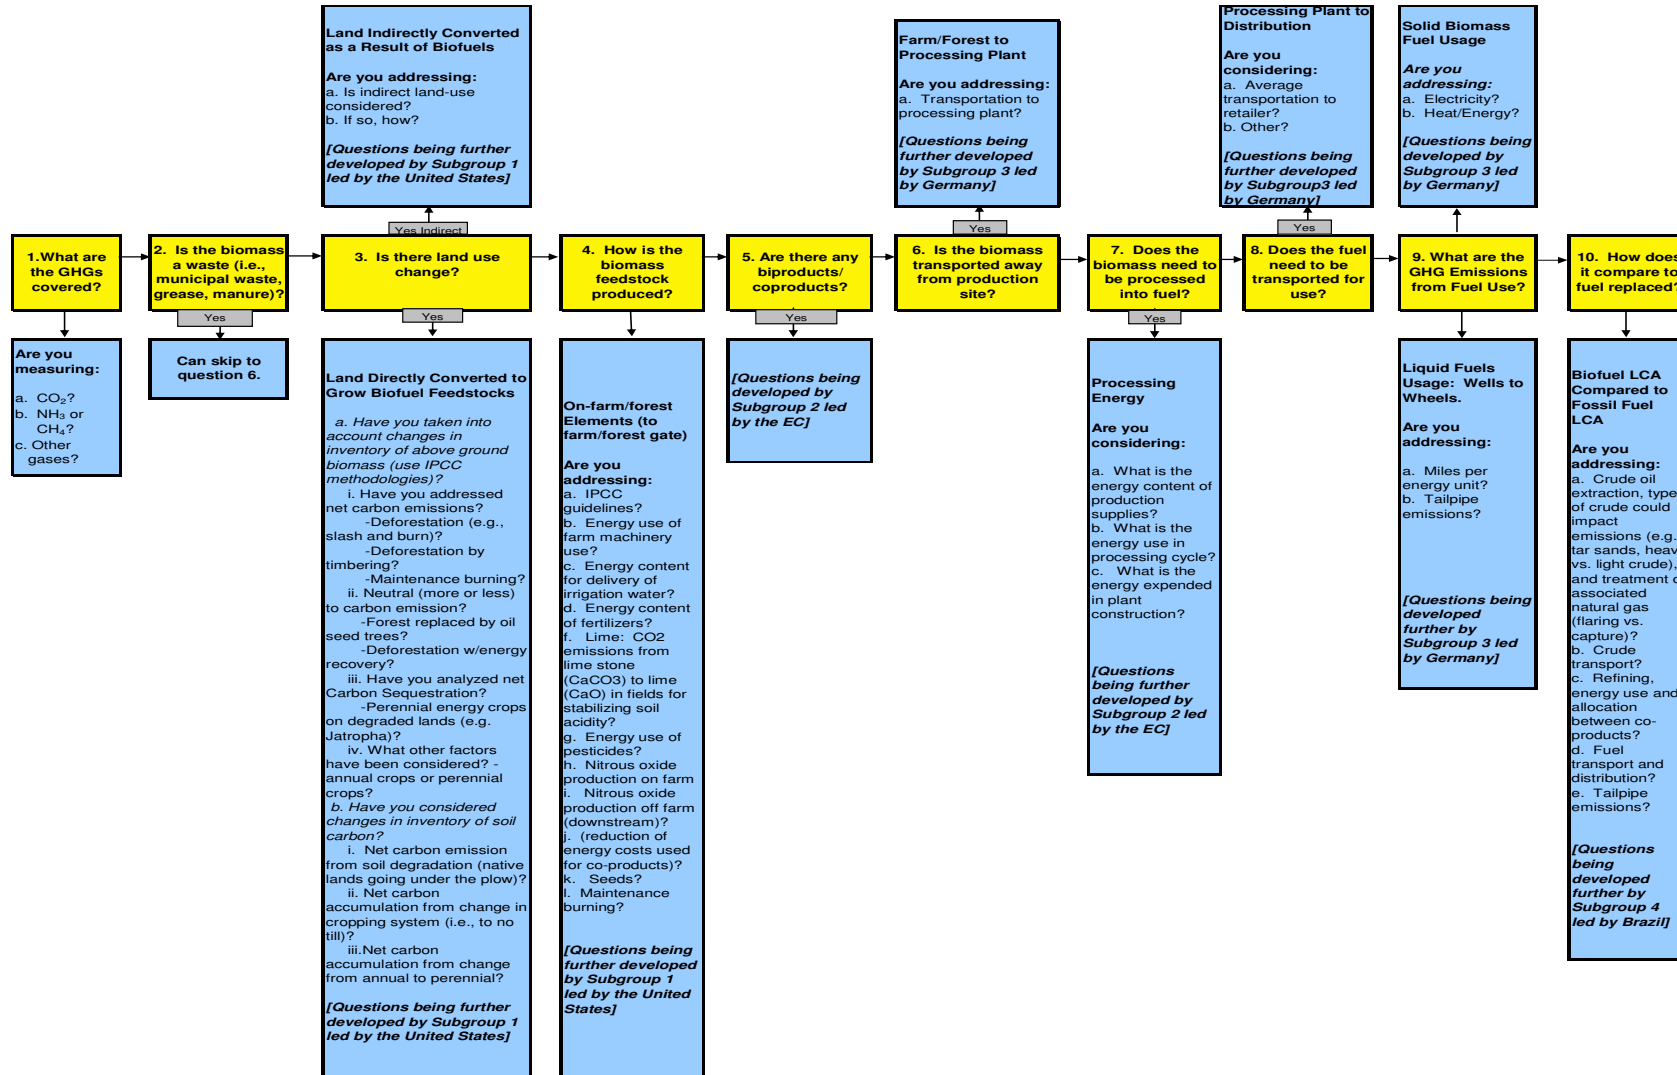 Land Indirectly Converted
as a Result of Biofuels
Are you addressing:
a. Is indirect land-use
considered?
b. If so, how?
[Questions being further
developed by Subgroup 1
led by the United States]
Farm/Forest to
Processing Plant
Are you addressing:
a. Transportation to
processing plant?
[Questions being
further developed
by Subgroup 3 led
by Germany]
Processing Plant to
Distribution
Are you
considering:
a. Average
transportation to
retailer?
b. Other?
[Questions being
further developed
by Subgroup3 led
by Germany]
Solid Biomass
Fuel Usage
Are you
addressing:
a. Electricity?
b. Heat/Energy?
[Questions being
developed by
Subgroup 3 led
by Germany]
Yes Indirect
Yes
Yes
1.What are
the GHGs
covered?
2. Is the biomass
a waste (i.e.,
municipal waste,
grease, manure)?
3. Is there land use
change?
4. How is the
biomass
feedstock
produced?
5. Are there any
biproducts/
coproducts?
6. Is the biomass
transported away
from production
site?
7. Does the
biomass need to
be processed
into fuel?
8. Does the fuel
need to be
transported for
use?
9. What are the
GHG Emissions
from Fuel Use?
10. How does
it compare to
fuel replaced?
Yes
Yes
Yes
Yes
Are you
measuring:
a. CO₂?
b. NH₃ or
CH₄?
c. Other
gases?
Can skip to
question 6.
Land Directly Converted to
Grow Biofuel Feedstocks
a. Have you taken into
account changes in
inventory of above ground
biomass (use IPCC
methodologies)?
i. Have you addressed
net carbon emissions?
-Deforestation (e.g.,
slash and burn)?
-Deforestation by
timbering?
-Maintenance burning?
ii. Neutral (more or less)
to carbon emission?
-Forest replaced by oil
seed trees?
-Deforestation w/energy
recovery?
iii. Have you analyzed net
Carbon Sequestration?
-Perennial energy crops
on degraded lands (e.g.
Jatropha)?
iv. What other factors
have been considered? -
annual crops or perennial
crops?
b. Have you considered
changes in inventory of soil
carbon?
i. Net carbon emission
from soil degradation (native
lands going under the plow)?
ii. Net carbon
accumulation from change in
cropping system (i.e., to no
till)?
iii.Net carbon
accumulation from change
from annual to perennial?
[Questions being further
developed by Subgroup 1
led by the United States]
On-farm/forest
Elements (to
farm/forest gate)
Are you
addressing:
a. IPCC
guidelines?
b. Energy use of
farm machinery
use?
c. Energy content
for delivery of
irrigation water?
d. Energy content
of fertilizers?
f. Lime: CO2
emissions from
lime stone
(CaCO3) to lime
(CaO) in fields for
stabilizing soil
acidity?
g. Energy use of
pesticides?
h. Nitrous oxide
production on farm
i. Nitrous oxide
production off farm
(downstream)?
j. (reduction of
energy costs used
for co-products)?
k. Seeds?
l. Maintenance
burning?
[Questions being
further developed
by Subgroup 1
led by the United
States]
[Questions being
developed by
Subgroup 2 led
by the EC]
Processing
Energy
Are you
considering:
a. What is the
energy content of
production
supplies?
b. What is the
energy use in
processing cycle?
c. What is the
energy expended
in plant
construction?
[Questions
being further
developed by
Subgroup 2 led
by the EC]
Liquid Fuels
Usage: Wells to
Wheels.
Are you
addressing:
a. Miles per
energy unit?
b. Tailpipe
emissions?
[Questions being
developed
further by
Subgroup 3 led
by Germany]
Biofuel LCA
Compared to
Fossil Fuel
LCA
Are you
addressing:
a. Crude oil
extraction, type
of crude could
impact
emissions (e.g.
tar sands,
vs. light crude),
and treatment
associated
natural gas
(flaring vs.
capture)?
b. Crude
transport?
c. Refining,
energy use and
allocation
between co-
products?
d. Fuel
transport and
distribution?
e. Tailpipe
emissions?
[Questions
being
developed
further by
Subgroup 4
led by Brazil]